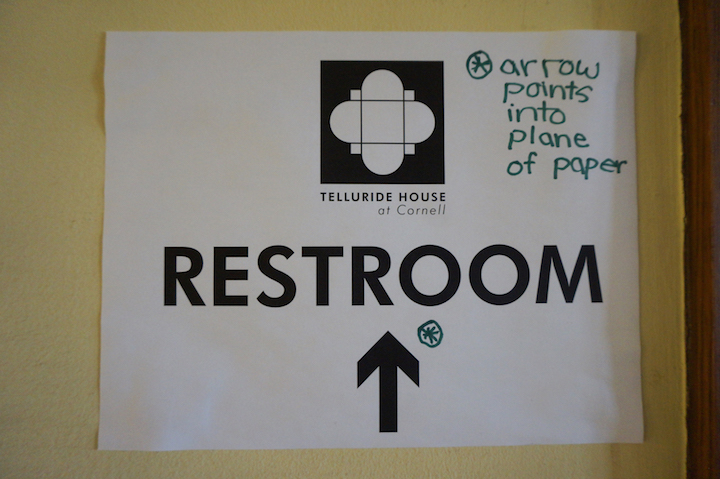 TELLURIDE HOUSE
at Cornell
arrow
points
into
plane
of paper
RESTROOM